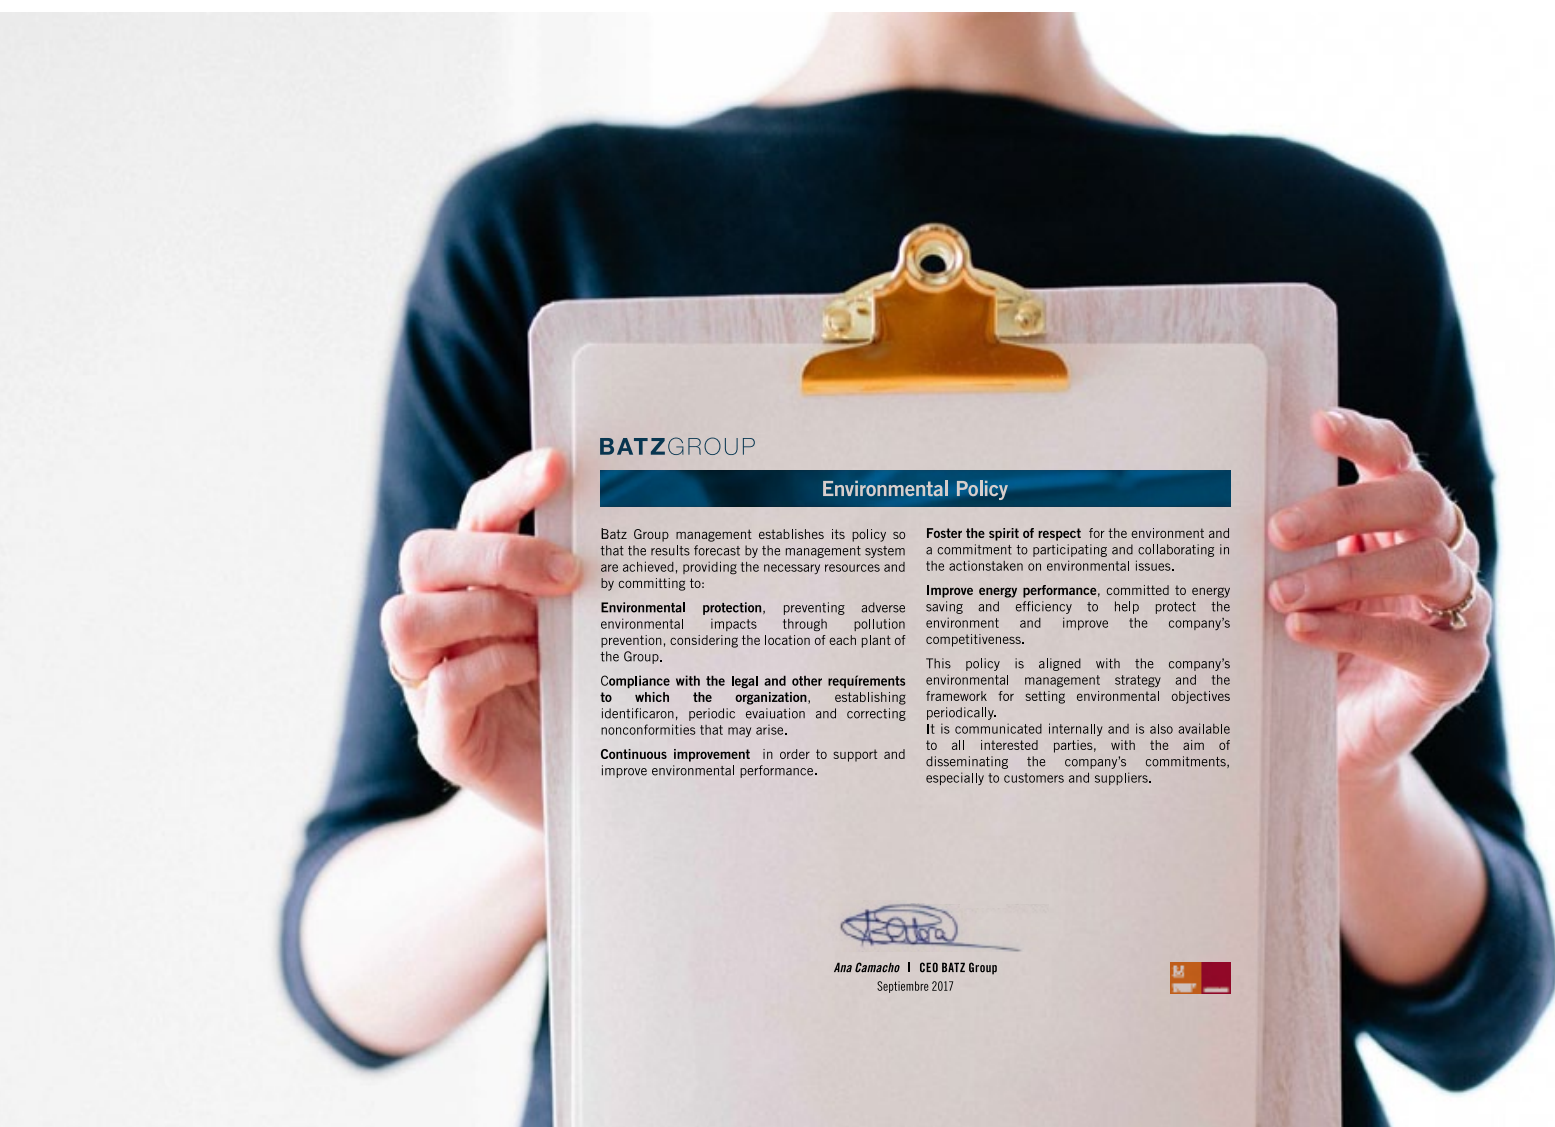 BATZGROUP
Environmental Policy
Batz Group management establishes its policy so
that the results forecast by the management system
are achieved, providing the necessary resources and
by committing to:
Environmental protection, preventing adverse
environmental impacts through pollution
prevention, considering the location of each plant of
the Group.
Compliance with the legal and other requírements
to which the organization, establishing
identificaron, periodic evaiuation and correcting
nonconformities that may arise.
Continuous improvement in order to support and
improve environmental performance.
Foster the spirit of respect for the environment and
a commitment to participating and collaborating in
the actionstaken on environmental issues.
Improve energy performance, committed to energy
saving and efficiency to help protect the
environment and improve the company's
competitiveness.
This policy is aligned with the company's
environmental management strategy and the
framework for setting environmental objectives
periodically.
It is communicated internally and is also available
to all interested parties, with the aim of
disseminating the company's commitments,
especially to customers and suppliers.
Ana Camacho I CEO BATZ Group
Septiembre 2017